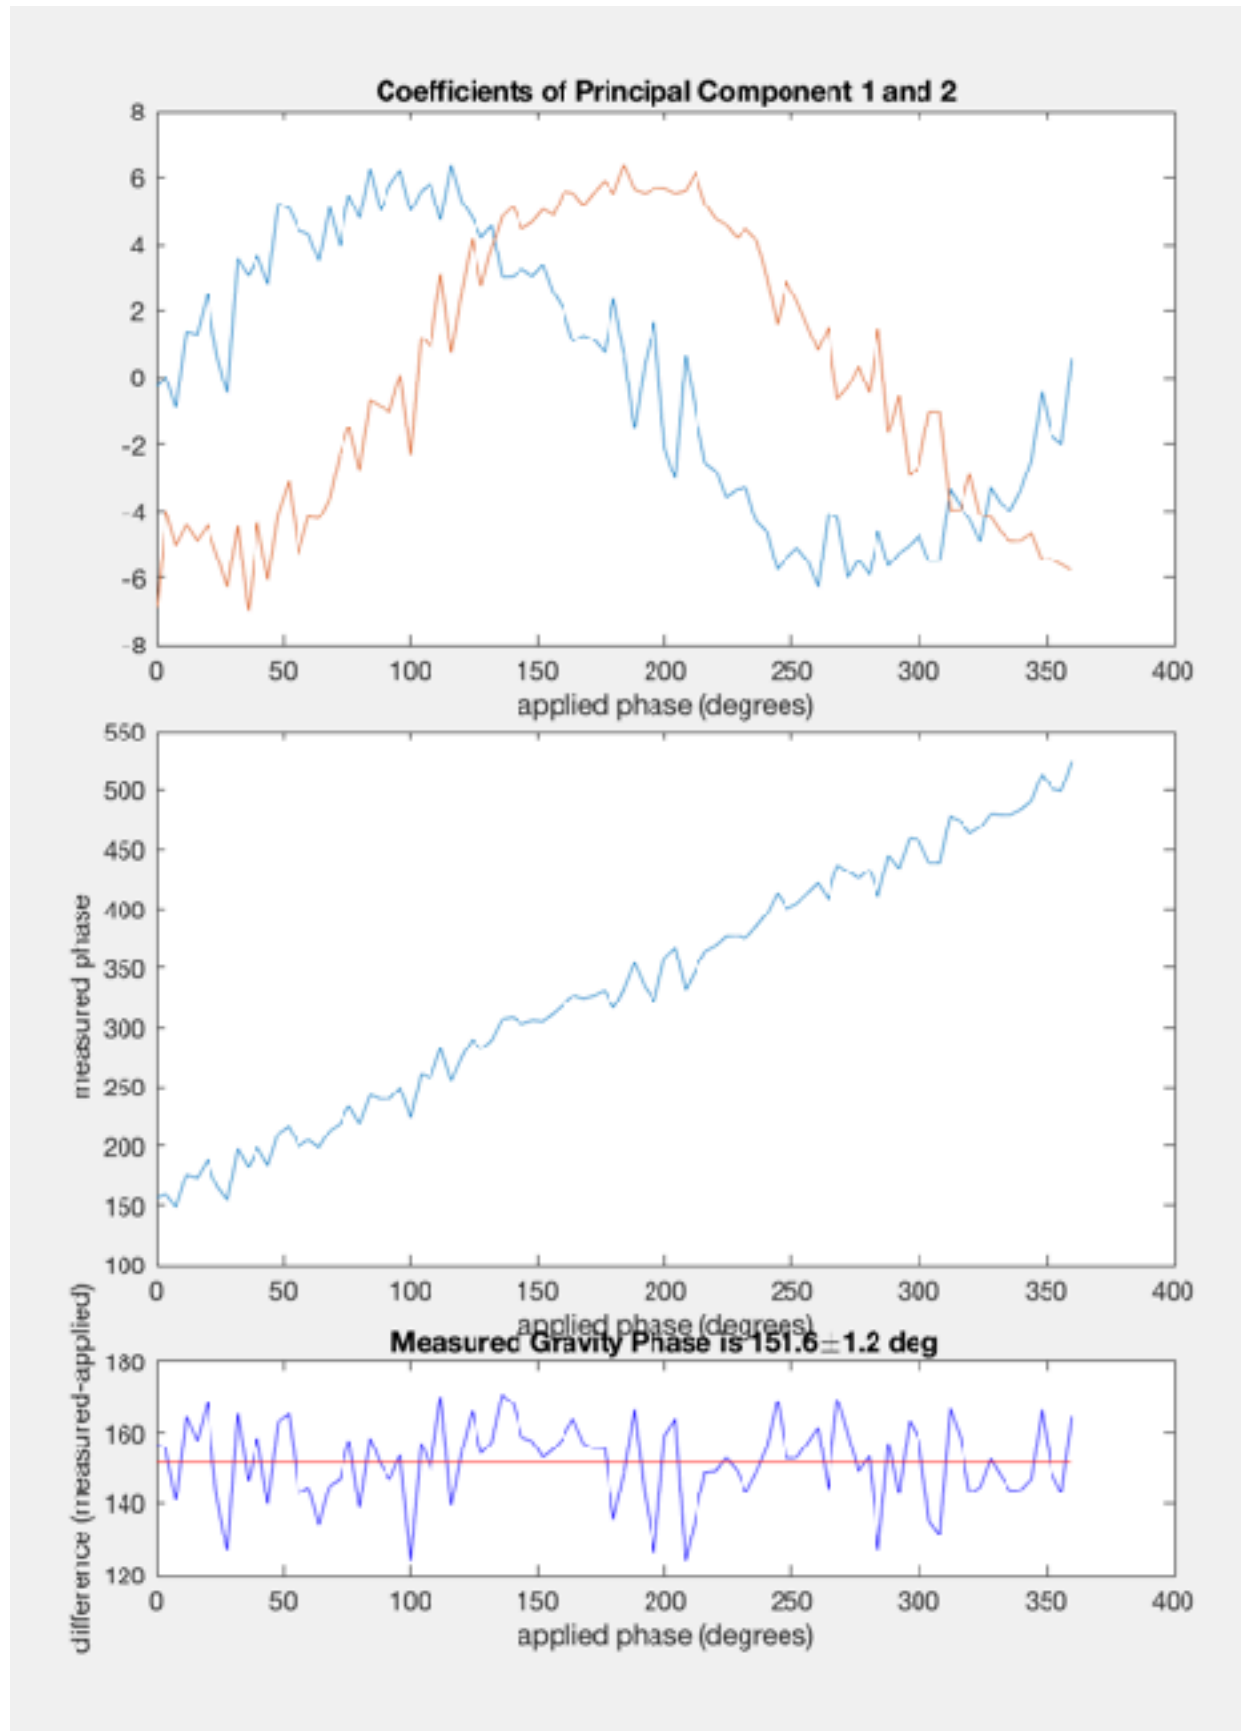 Coefficients of Principal Component 1 and 2
8
6
4
2
0
-2
-4
-6
-8
0 50 100 150 200 250 300 350 400
applied phase (degrees)
measured phase
550
500
450
400
350
300
250
200
150
100
0 50 100 150 200 250 300 350 400
applied phase (degrees)
Measured Gravity Phase is 151.6±1.2 deg
difference (measured-applied)
180
160
140
120
0 50 100 150 200 250 300 350 400
applied phase (degrees)